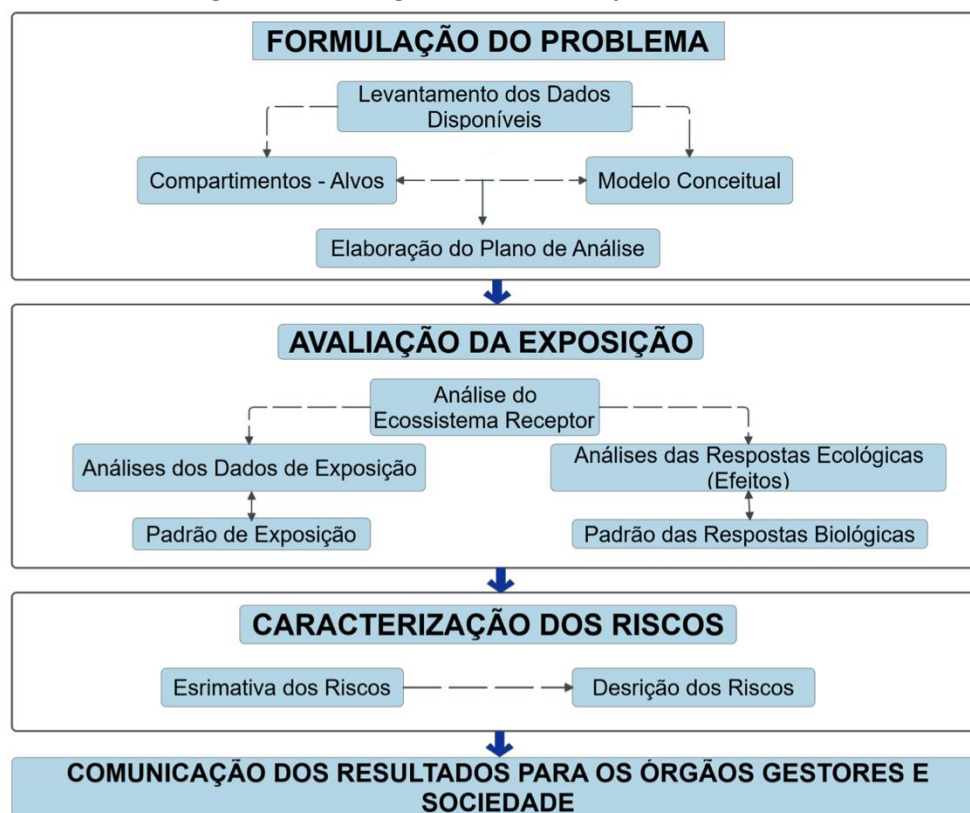 FORMULAÇÃO DO PROBLEMA
Levantamento dos Dados
Disponíveis
Compartimentos - Alvos
Modelo Conceitual
Elaboração do Plano de Análise
AVALIAÇÃO DA EXPOSIÇÃO
Análise do
Ecossistema Receptor
Análises dos Dados de Exposição
Análises das Respostas Ecológicas
(Efeitos)
Padrão de Exposição
Padrão das Respostas Biológicas
CARACTERIZAÇÃO DOS RISCOS
Esrimativa dos Riscos
Desrição dos Riscos
COMUNICAÇÃO DOS RESULTADOS PARA OS ÓRGÃOS GESTORES E
SOCIEDADE